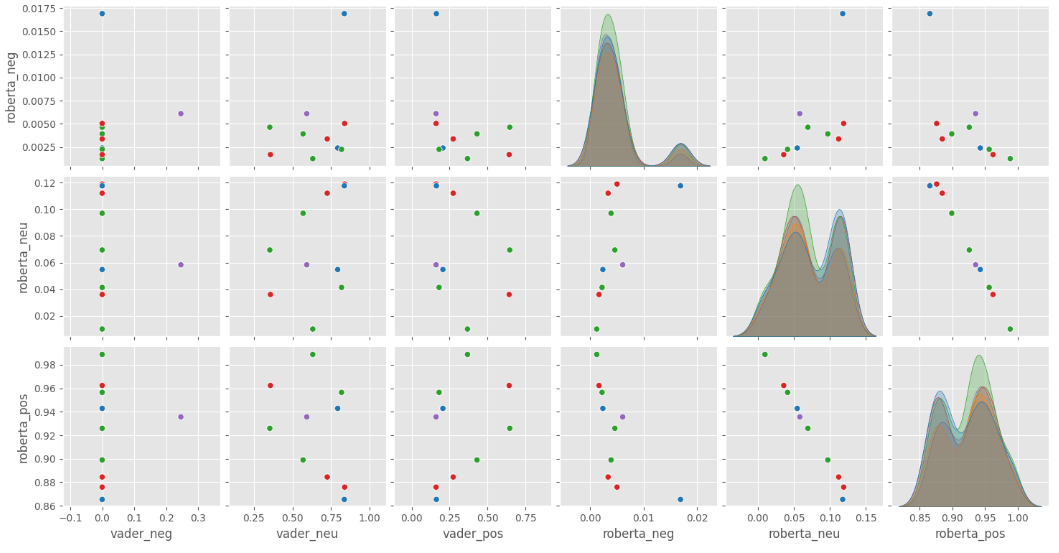 0.0175
0.0150
0.0125
0.0100
0.0075
0.0050
0.0025
roberta_neg
0.12
0.10
0.08
0.06
0.04
0.02
roberta_neu
0.98
0.96
0.94
0.92
0.90
0.88
0.86
roberta_pos
−0.1 0.0 0.1 0.2 0.3
0.25 0.50 0.75 1.00
0.00 0.25 0.50 0.75
0.00 0.01 0.02
0.00 0.05 0.10 0.15
0.85 0.90 0.95 1.00
vader_neg vader_neu vader_pos roberta_neg roberta_neu roberta_pos